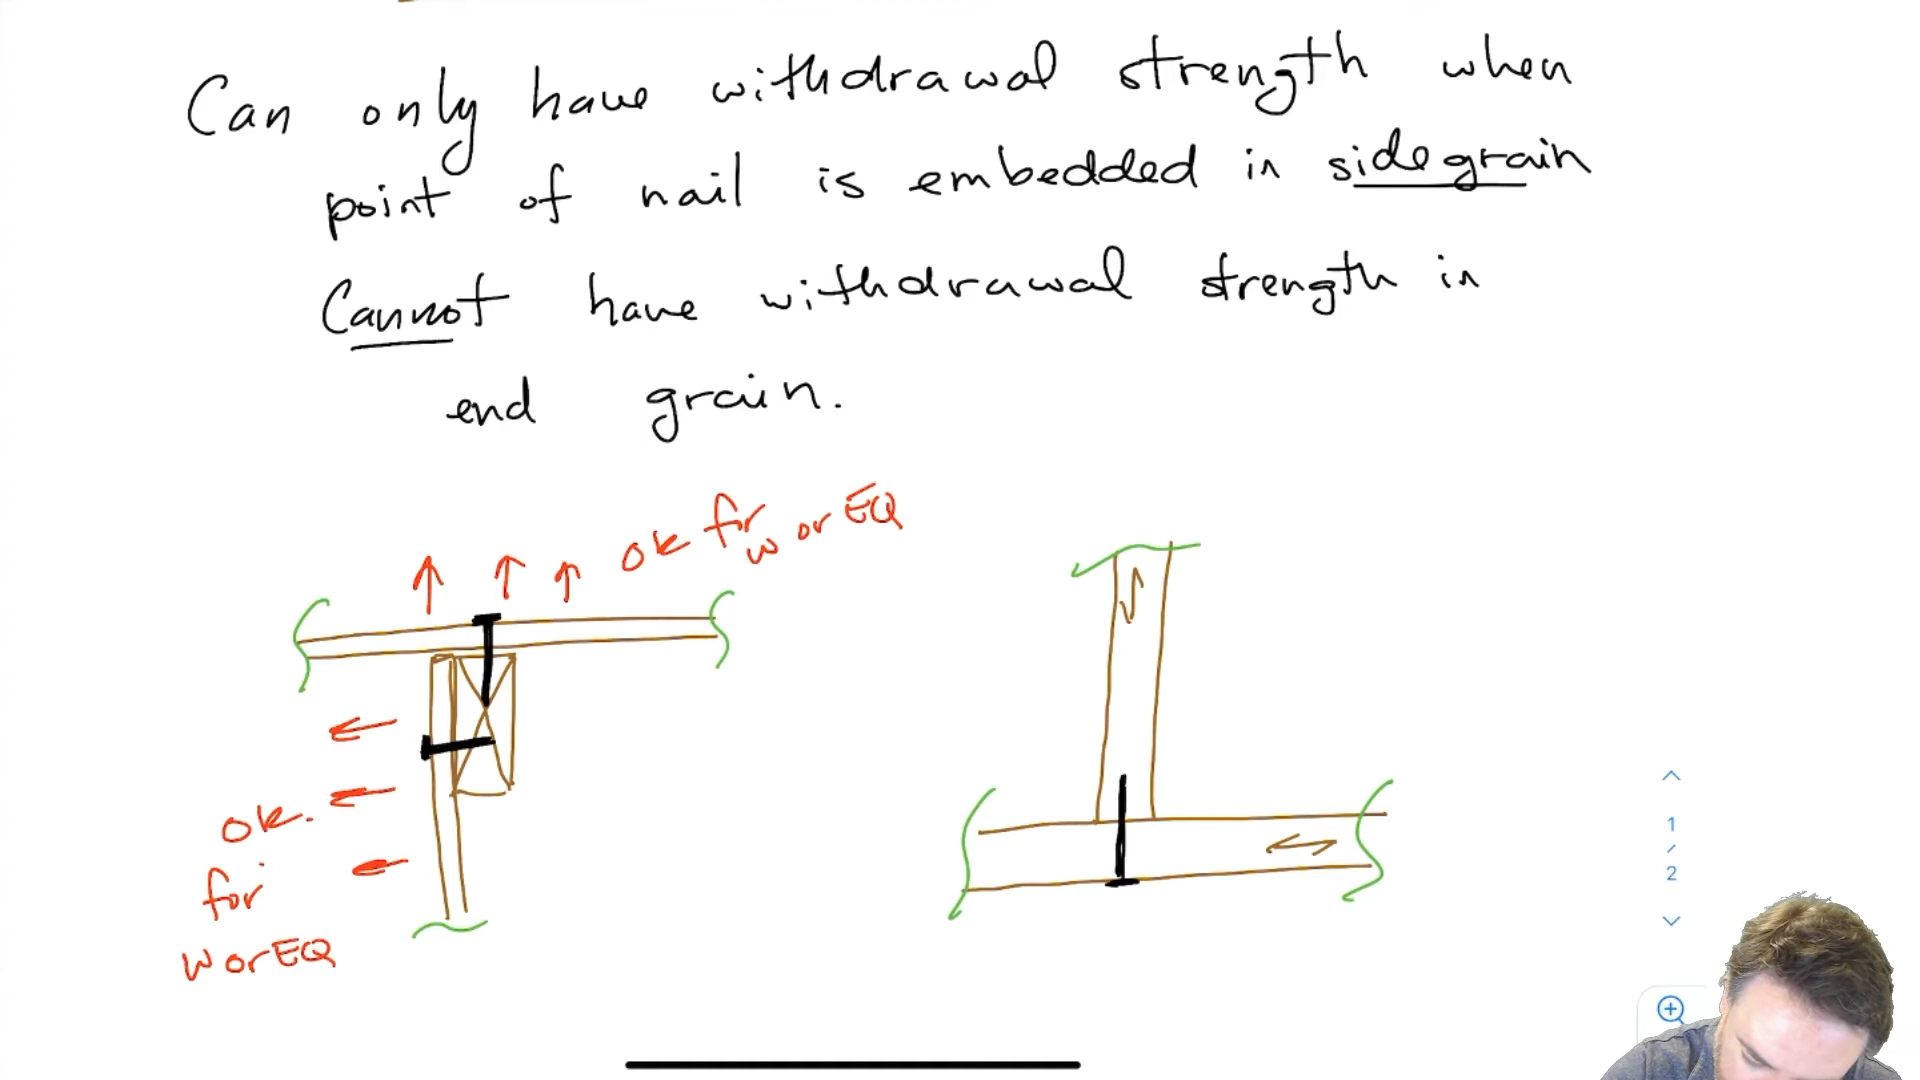 Can only have withdrawal strength when
point of nail is embedded in sidegrain
Cannot have withdrawal strength in
end grain.
ok for w or EQ
ok.
for
W or EQ
1
/
2